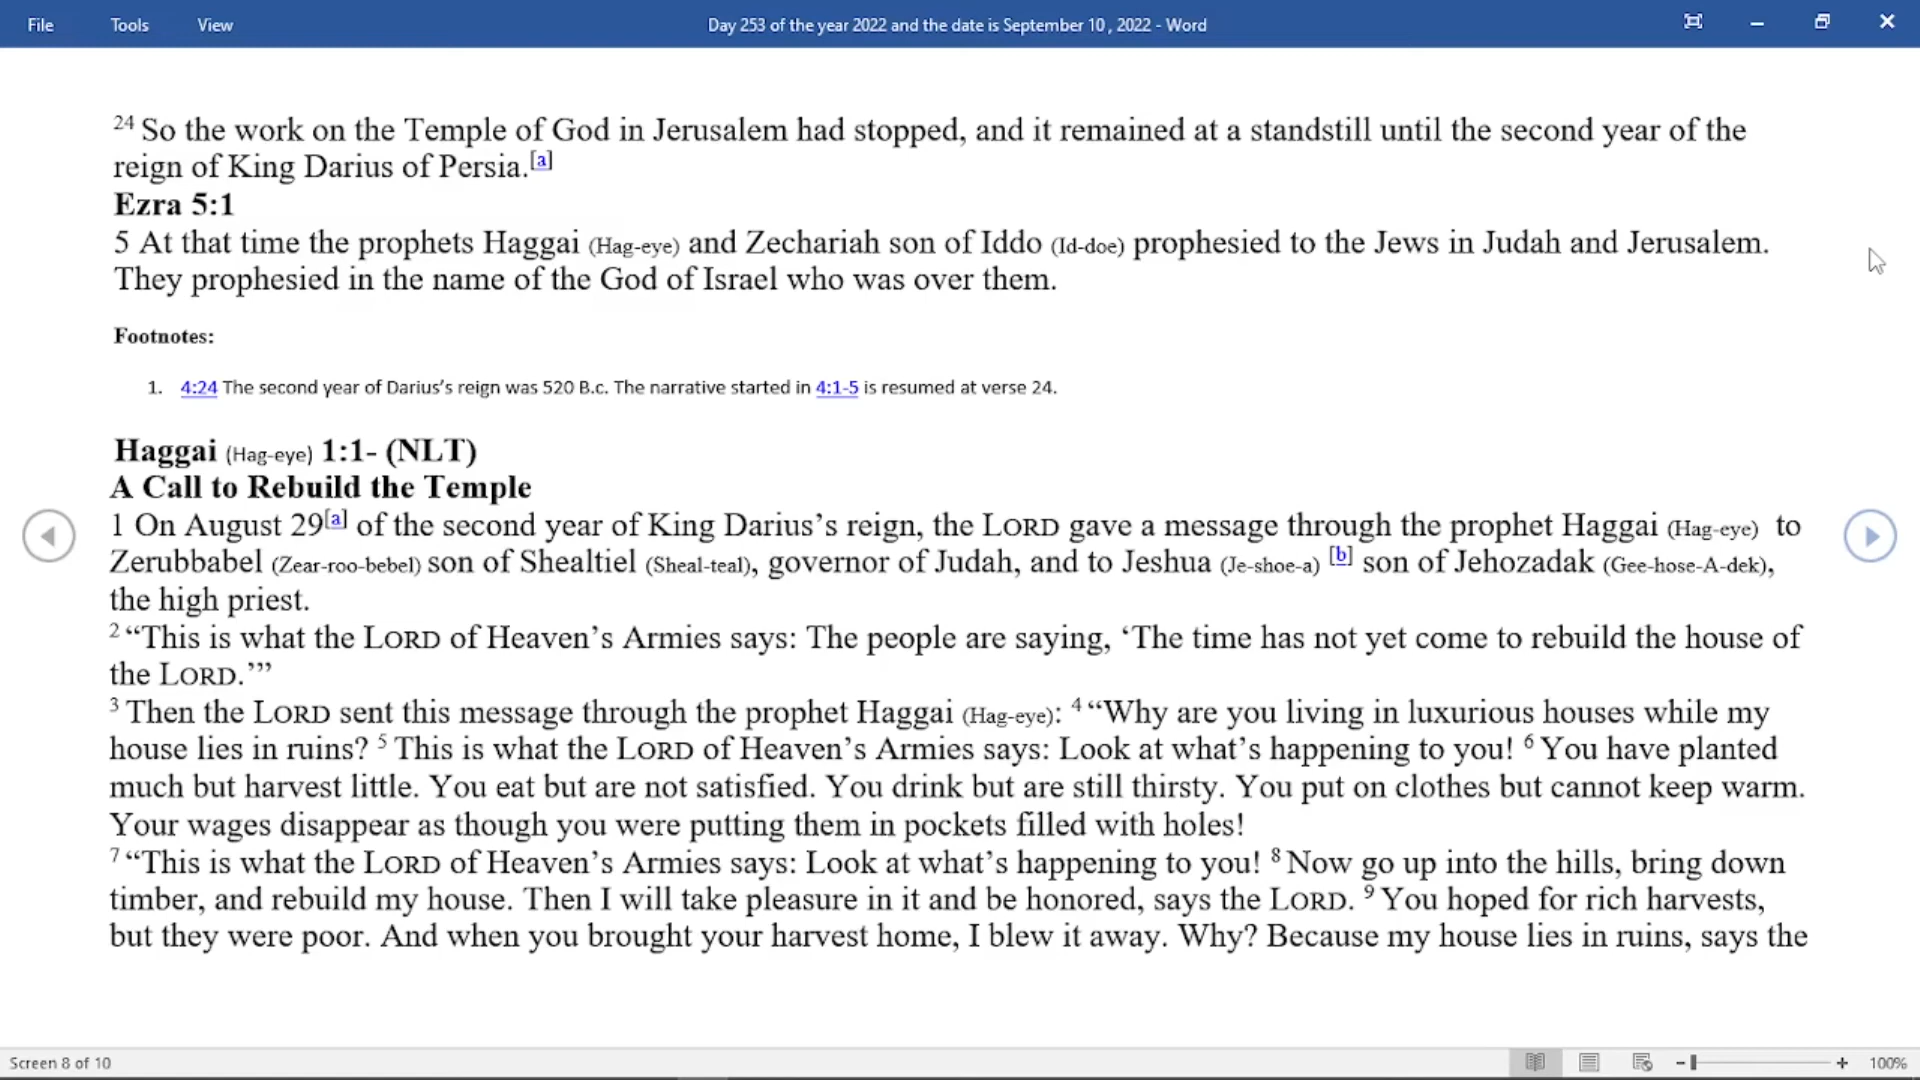 File Tools View Day 253 of the year 2022 and the date is September 10 , 2022 - Word
24 So the work on the Temple of God in Jerusalem had stopped, and it remained at a standstill until the second year of the
reign of King Darius of Persia.[a]
Ezra 5:1
5 At that time the prophets Haggai (Hag-eye) and Zechariah son of Iddo (Id-doe) prophesied to the Jews in Judah and Jerusalem.
They prophesied in the name of the God of Israel who was over them.
Footnotes:
1. 4:24 The second year of Darius’s reign was 520 B.c. The narrative started in 4:1-5 is resumed at verse 24.
Haggai (Hag-eye) 1:1- (NLT)
A Call to Rebuild the Temple
1 On August 29[a] of the second year of King Darius’s reign, the LORD gave a message through the prophet Haggai (Hag-eye) to
Zerubbabel (Zear-roo-bebel) son of Shealtiel (Sheal-teal), governor of Judah, and to Jeshua (Je-shoe-a) [b] son of Jehozadak (Gee-hose-A-dek),
the high priest.
2 “This is what the LORD of Heaven’s Armies says: The people are saying, ‘The time has not yet come to rebuild the house of
the LORD.’”
3 Then the LORD sent this message through the prophet Haggai (Hag-eye): 4 “Why are you living in luxurious houses while my
house lies in ruins? 5 This is what the LORD of Heaven’s Armies says: Look at what’s happening to you! 6 You have planted
much but harvest little. You eat but are not satisfied. You drink but are still thirsty. You put on clothes but cannot keep warm.
Your wages disappear as though you were putting them in pockets filled with holes!
7 “This is what the LORD of Heaven’s Armies says: Look at what’s happening to you! 8 Now go up into the hills, bring down
timber, and rebuild my house. Then I will take pleasure in it and be honored, says the LORD. 9 You hoped for rich harvests,
but they were poor. And when you brought your harvest home, I blew it away. Why? Because my house lies in ruins, says the
Screen 8 of 10 100%